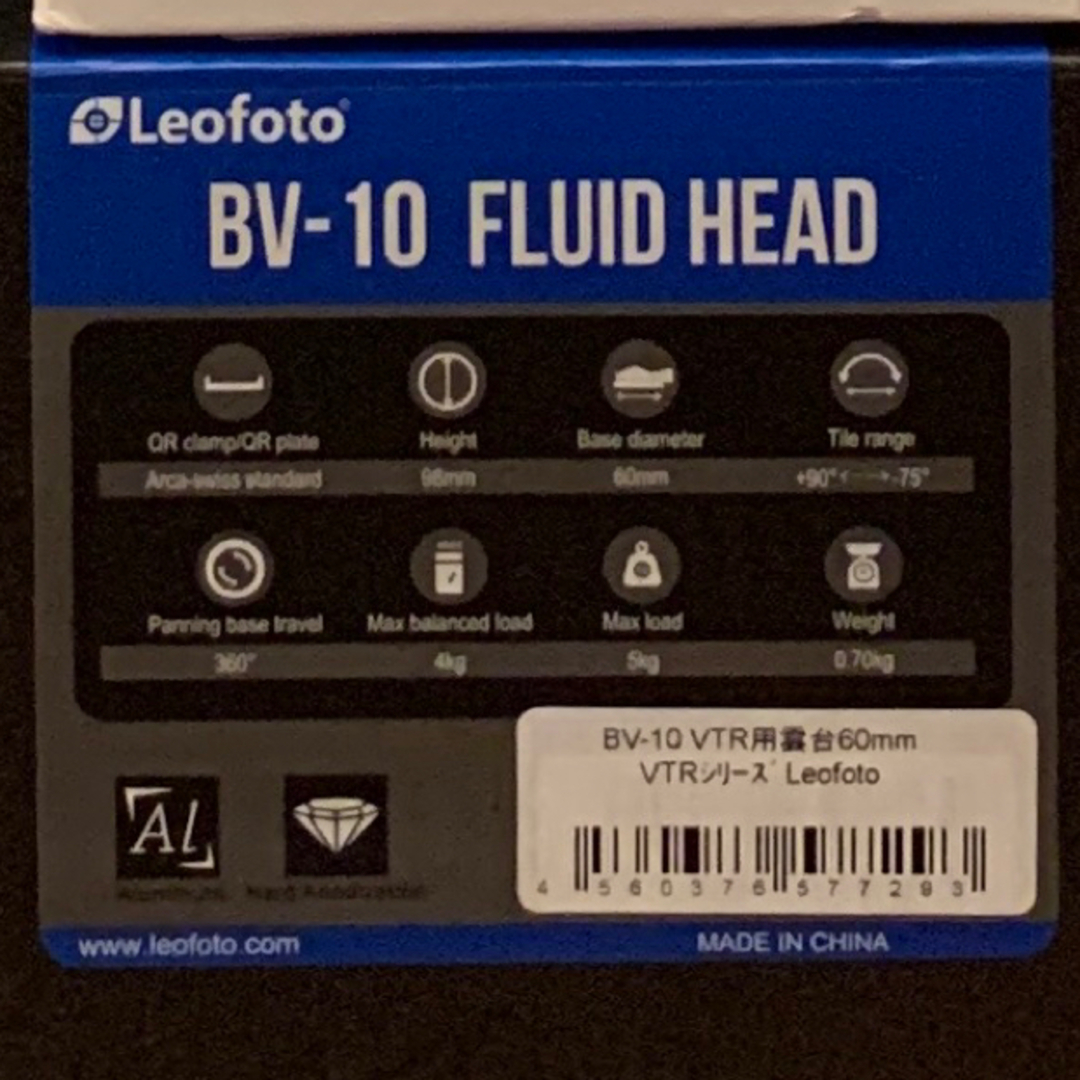 Leofoto
BV-10 FLUID HEAD
QR clamp/QR plate Height Base diameter Tile range
Arca-swiss standard 98mm 60mm +90°<--->-75°
Panning base travel Max balanced load Max load Weight
360° 4kg 5kg 0.70kg
BV-10 VTR用雲台60mm
VTRシリーズ Leofoto
Al
4 560376 577293
Aluminum Hard Anodization
www.leofoto.com MADE IN CHINA